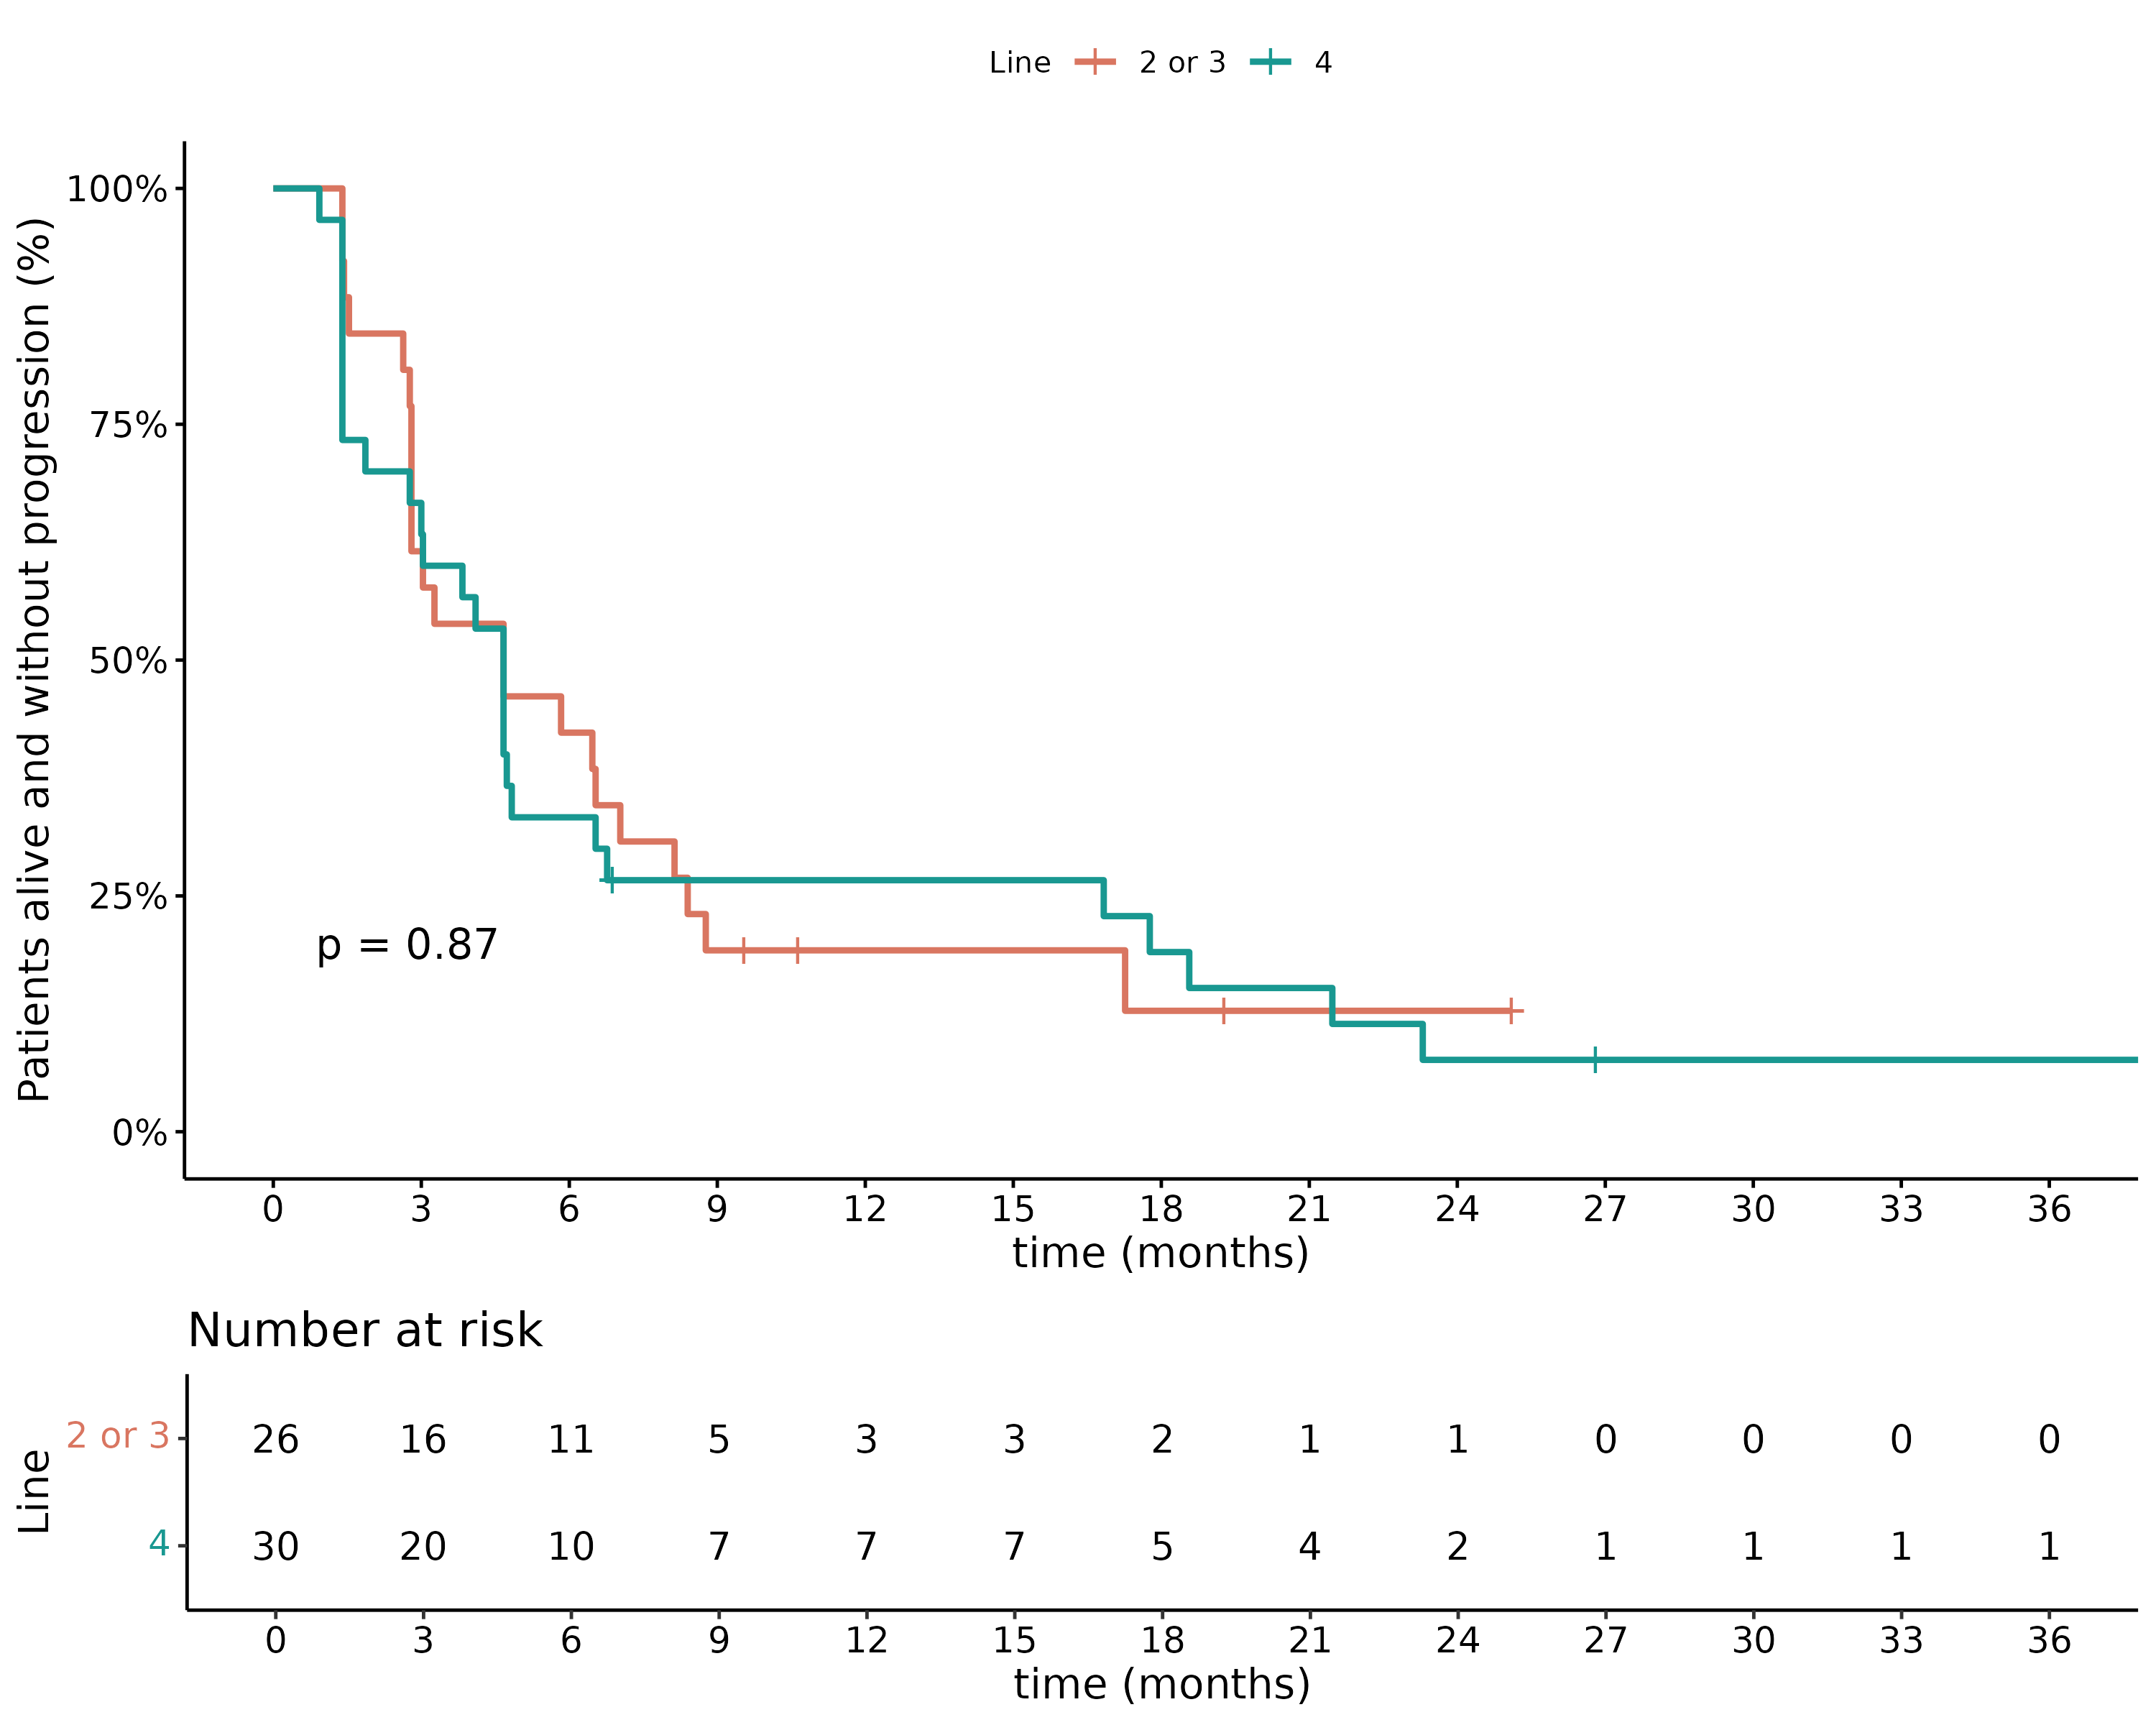 Line 2 or 3 4
Patients alive and without progression (%)
100%
75%
50%
25%
0%
p = 0.87
0 3 6 9 12 15 18 21 24 27 30 33 36
time (months)
Number at risk
Line
2 or 3 26 16 11 5 3 3 2 1 1 0 0 0 0
4 30 20 10 7 7 7 5 4 2 1 1 1 1
0 3 6 9 12 15 18 21 24 27 30 33 36
time (months)